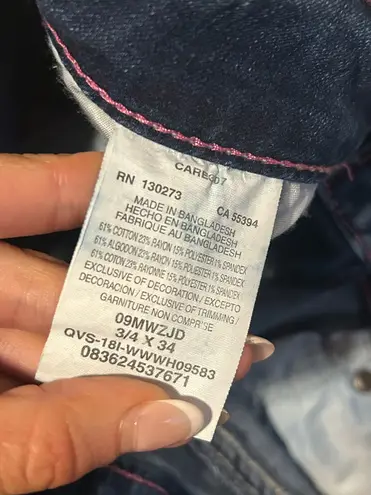 CARE307
RN 130273 CA 55394
MADE IN BANGLADESH
HECHO EN BANGLADESH
FABRIQUE AU BANGLADESH
61% COTTON 23% RAYON 15% POLYESTER 1% SPANDEX
61% ALGODON 23% RAYON 15% POLIESTER 1% SPANDEX
61% COTON 23% RAYONNE 15% POLYESTER 1% SPANDEX
EXCLUSIVE OF DECORATION / EXCEPTO
DECORACION / EXCLUSIVE OF TRIMMING /
GARNITURE NON COMPRISE
09MWZJD
3/4 X 34
QVS-18I-WWWH09583
083624537671